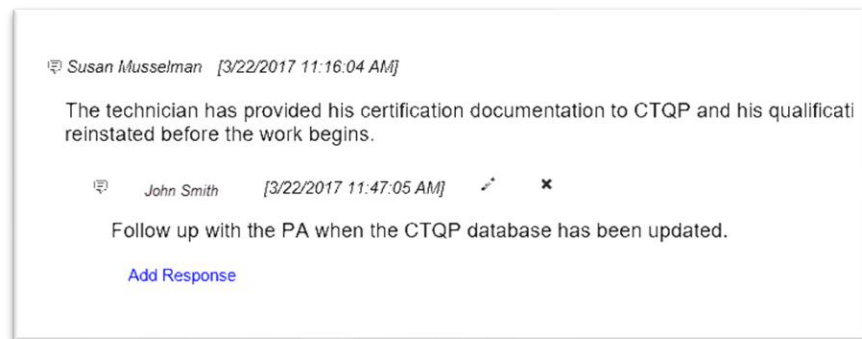 Susan Musselman [3/22/2017 11:16:04 AM]
The technician has provided his certification documentation to CTQP and his
reinstated before the work begins.
John Smith [3/22/2017 11:47:05 AM]
Follow up with the PA when the CTQP database has been updated.
Add Response